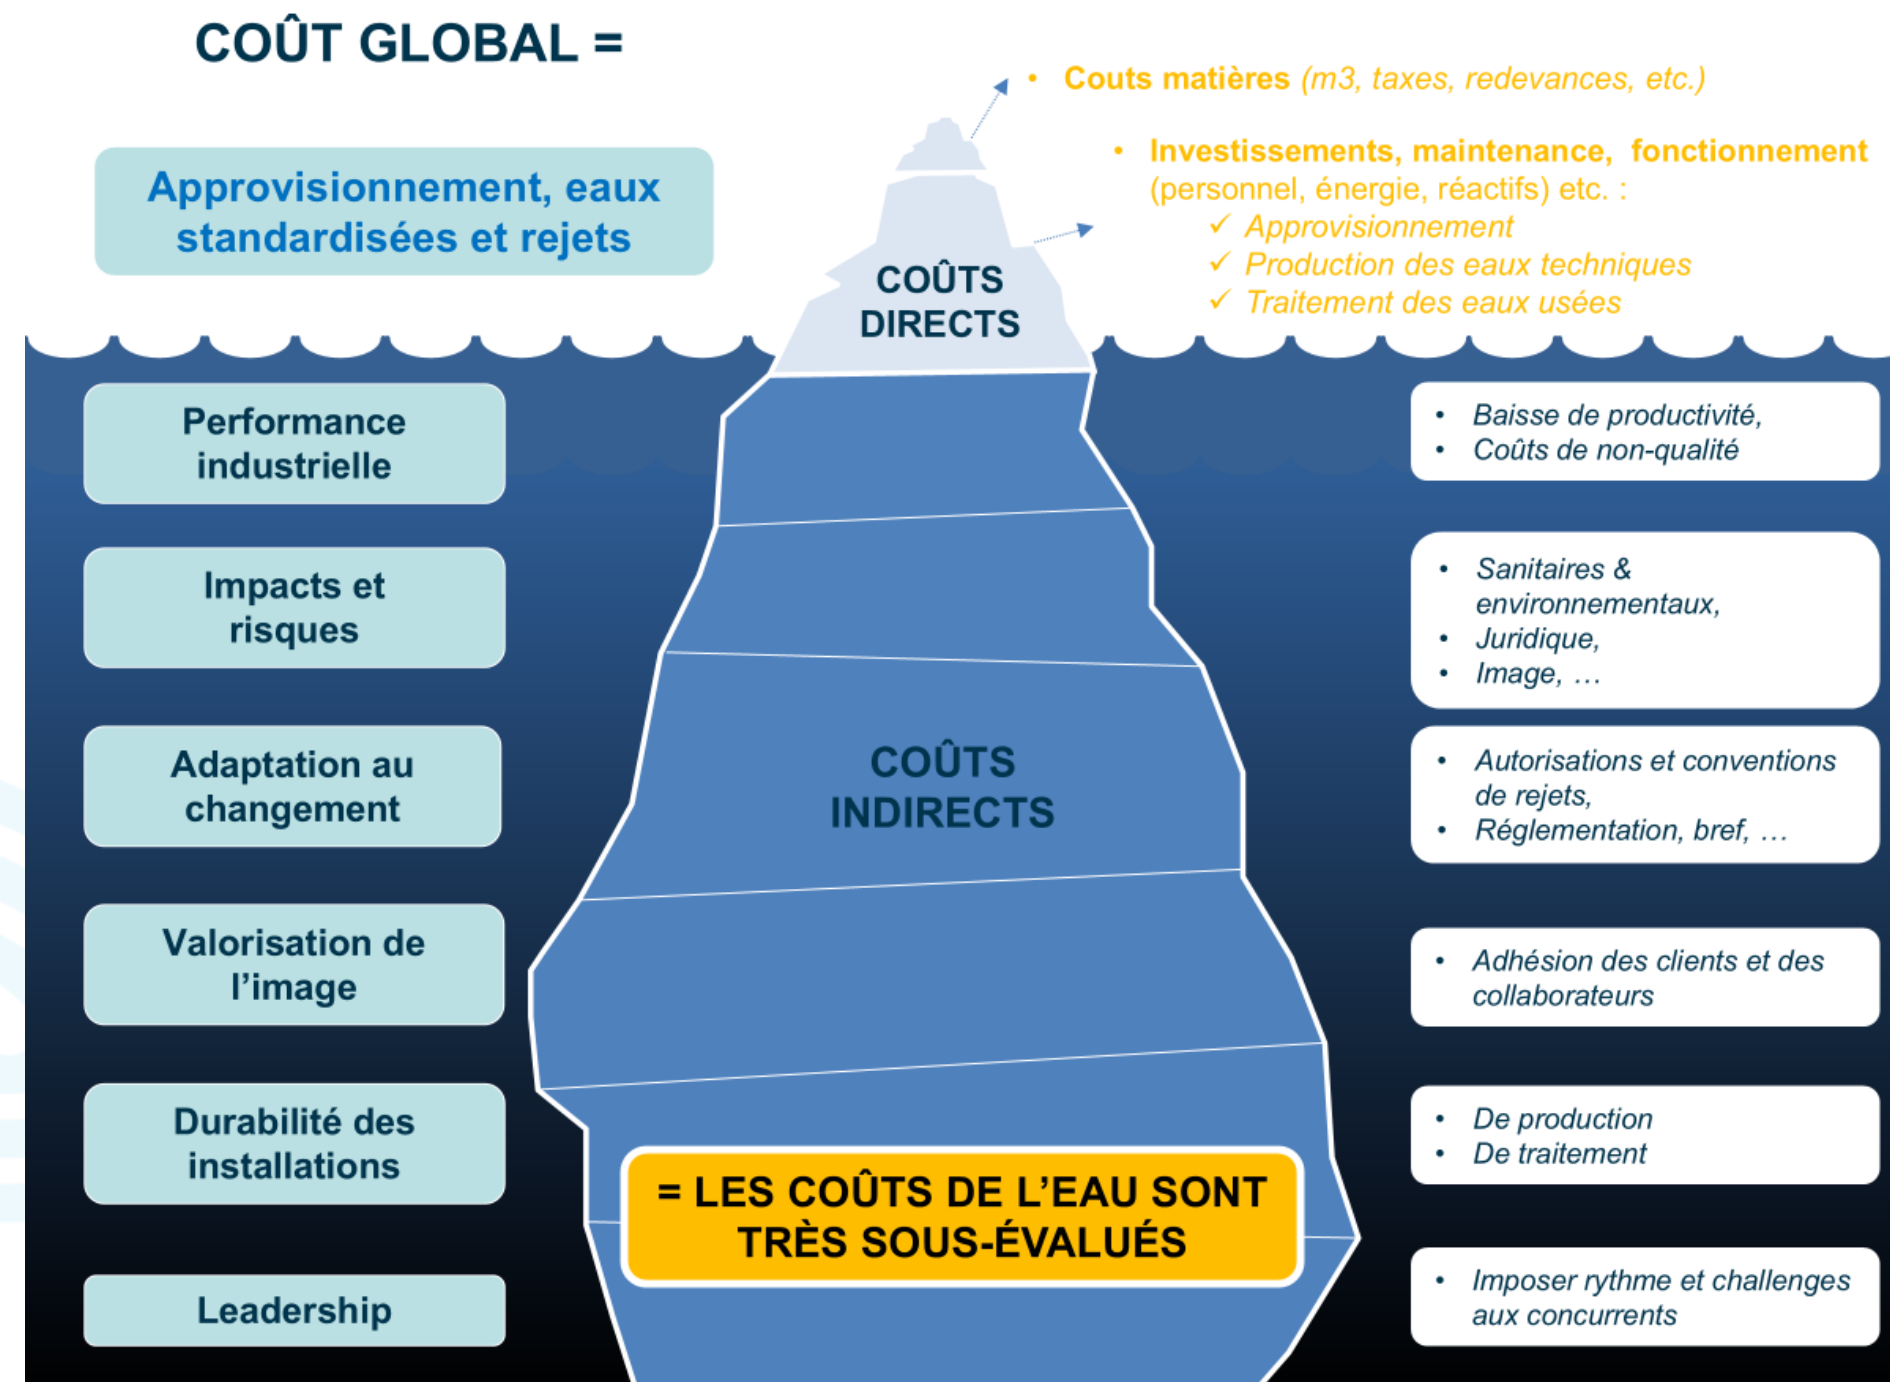 COÛT GLOBAL =
• Couts matières (m3, taxes, redevances, etc.)
Approvisionnement, eaux
standardisées et rejets
• Investissements, maintenance, fonctionnement
(personnel, énergie, réactifs) etc. :
✓ Approvisionnement
✓ Production des eaux techniques
✓ Traitement des eaux usées
COÛTS
DIRECTS
Performance
industrielle
• Baisse de productivité,
• Coûts de non-qualité
Impacts et
risques
• Sanitaires &
environnementaux,
• Juridique,
• Image, …
Adaptation au
changement
COÛTS
INDIRECTS
• Autorisations et conventions
de rejets,
• Réglementation, bref, …
Valorisation de
l’image
• Adhésion des clients et des
collaborateurs
Durabilité des
installations
• De production
• De traitement
= LES COÛTS DE L’EAU SONT
TRÈS SOUS-ÉVALUÉS
Leadership
• Imposer rythme et challenges
aux concurrents